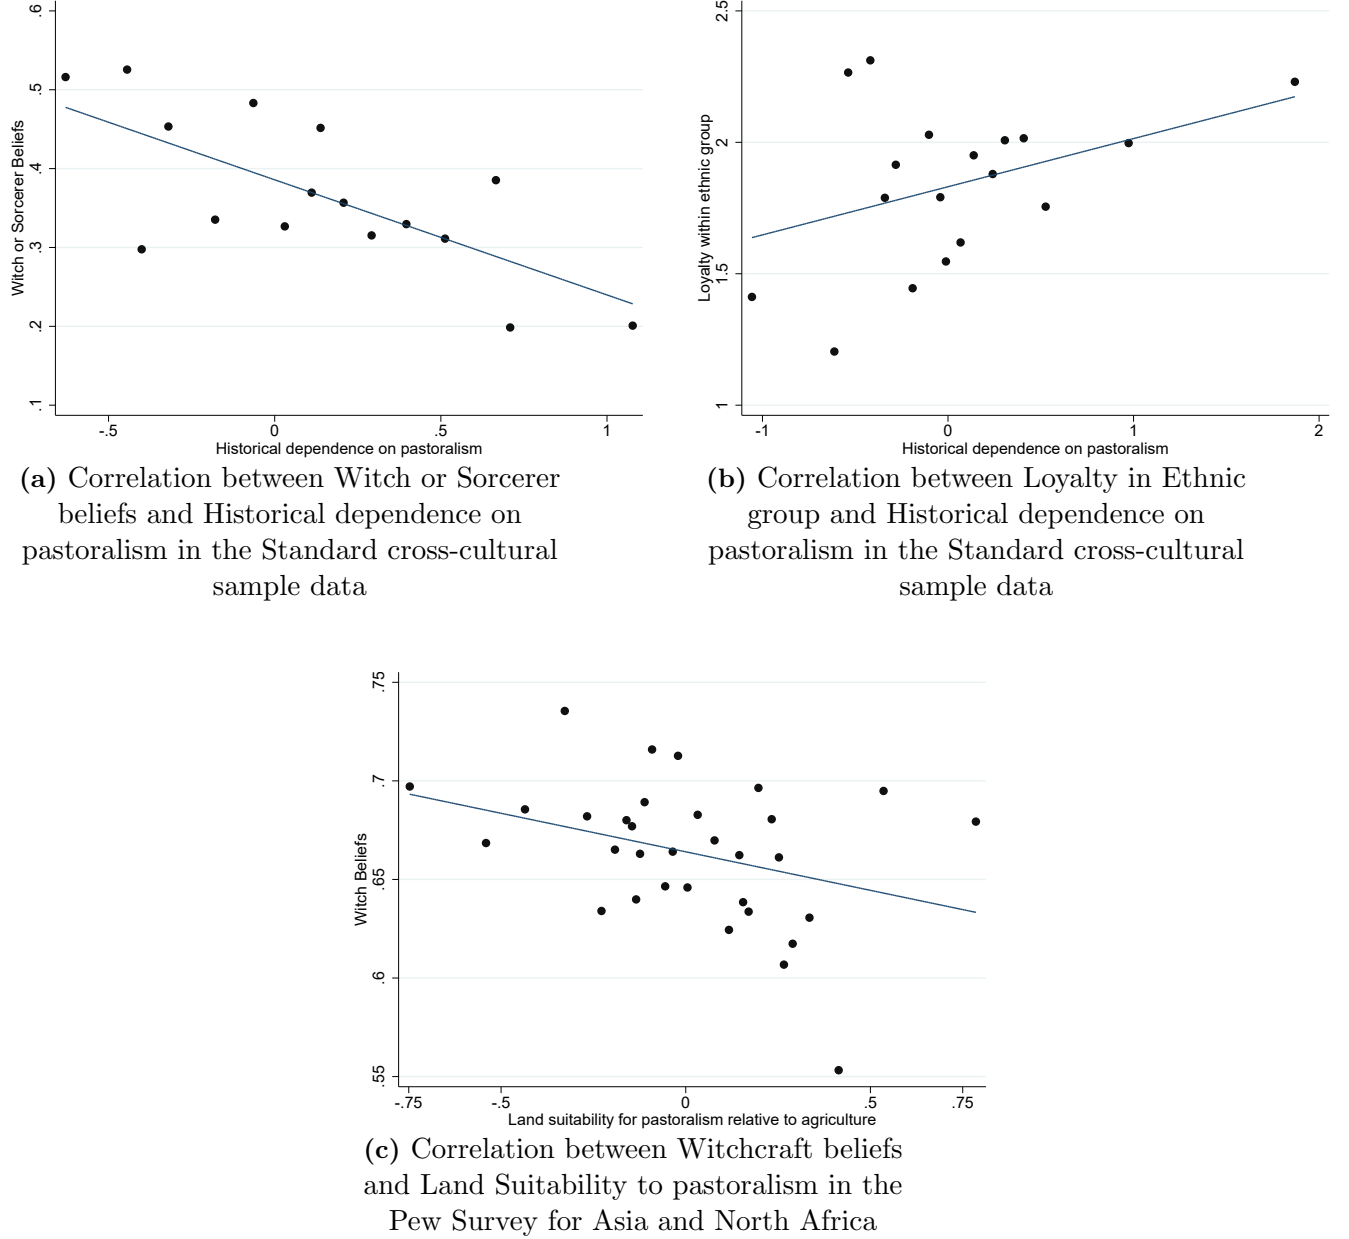 .6
.5
.4
.3
.2
.1
Witch or Sorcerer Beliefs
-.5 0 .5 1
Historical dependence on pastoralism
(a) Correlation between Witch or Sorcerer
beliefs and Historical dependence on
pastoralism in the Standard cross-cultural
sample data
2.5
2
1.5
1
Loyalty within ethnic group
-1 0 1 2
Historical dependence on pastoralism
(b) Correlation between Loyalty in Ethnic
group and Historical dependence on
pastoralism in the Standard cross-cultural
sample data
.75
.7
.65
.6
.55
Witch Beliefs
-.75 -.5 0 .5 .75
Land suitability for pastoralism relative to agriculture
(c) Correlation between Witchcraft beliefs
and Land Suitability to pastoralism in the
Pew Survey for Asia and North Africa